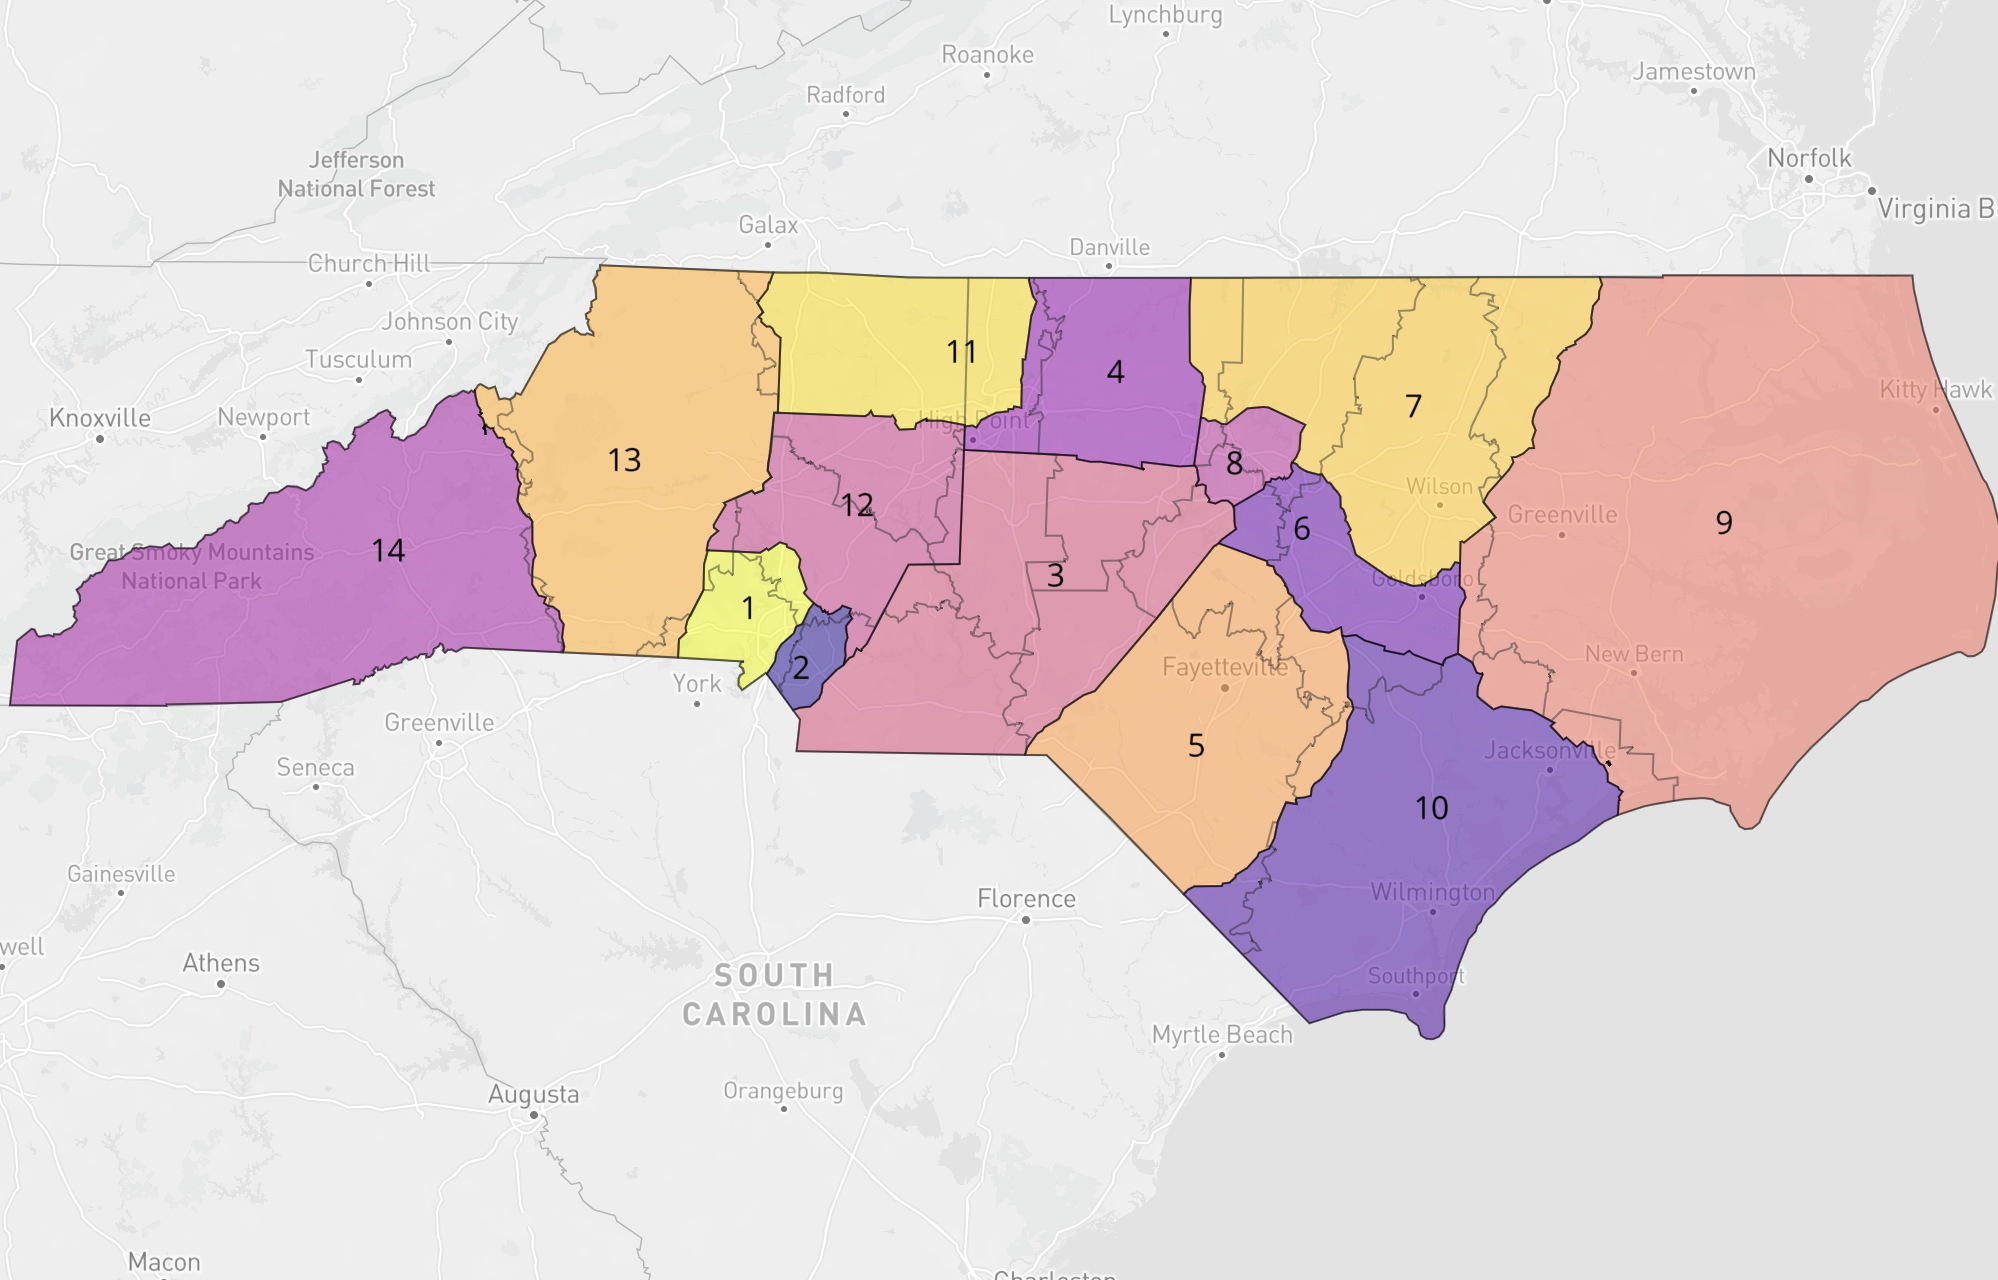 Lynchburg
Roanoke
Jamestown
Radford
Norfolk
Jefferson
National Forest
Virginia B
Galax
Danville
Church Hill
Johnson City
11
4
Tusculum
Kitty Hawk
7
Knoxville
Newport
High Point
1
13
8
Wilson
12
Greenville
9
6
Great Smoky Mountains
National Park
14
3
Goldsboro
1
New Bern
2
Fayetteville
York
Greenville
5
Jacksonville
Seneca
10
Gainesville
Wilmington
Florence
well
Athens
SOUTH
CAROLINA
Southport
Myrtle Beach
Augusta
Orangeburg
Macon
Charleston